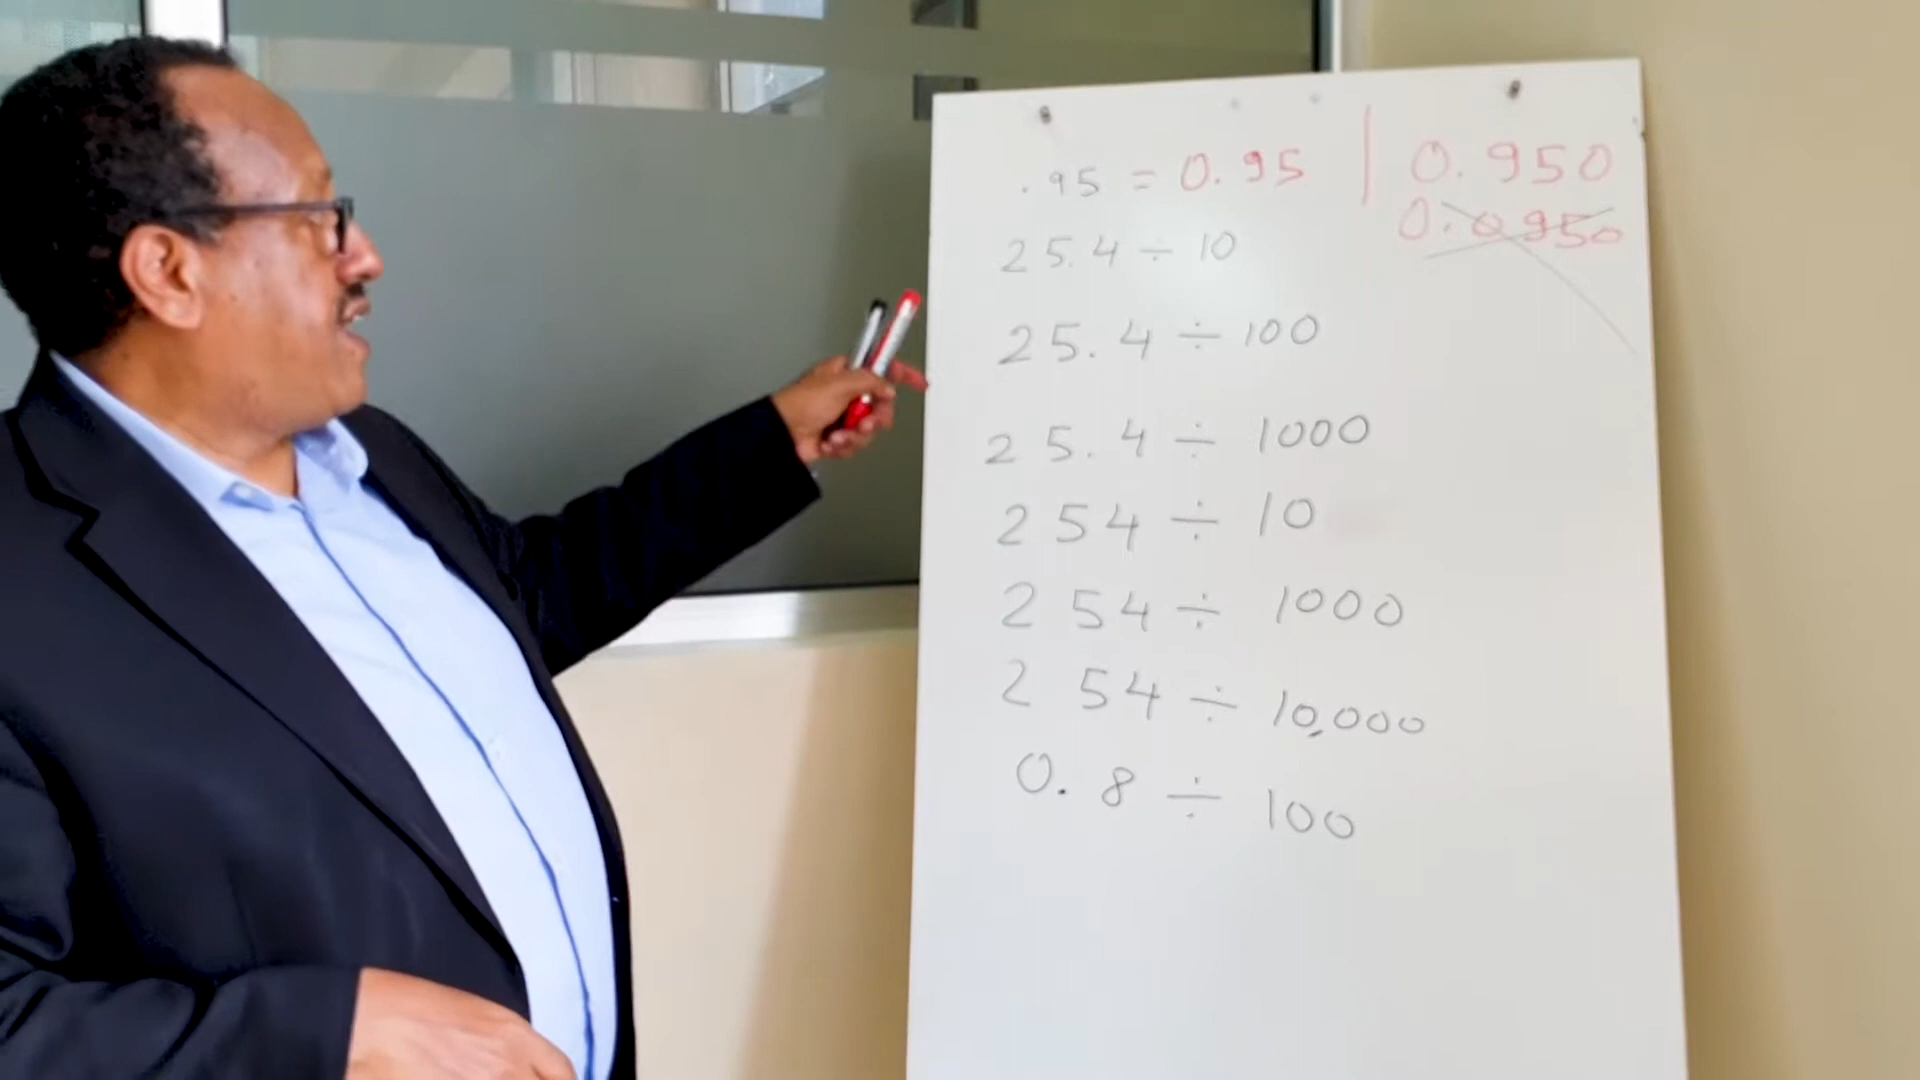 .95 = 0.95 | 0.950
0.0950
25.4 ÷ 10
25.4 ÷ 100
25.4 ÷ 1000
254 ÷ 10
254 ÷ 1000
254 ÷ 10,000
0.8 ÷ 100